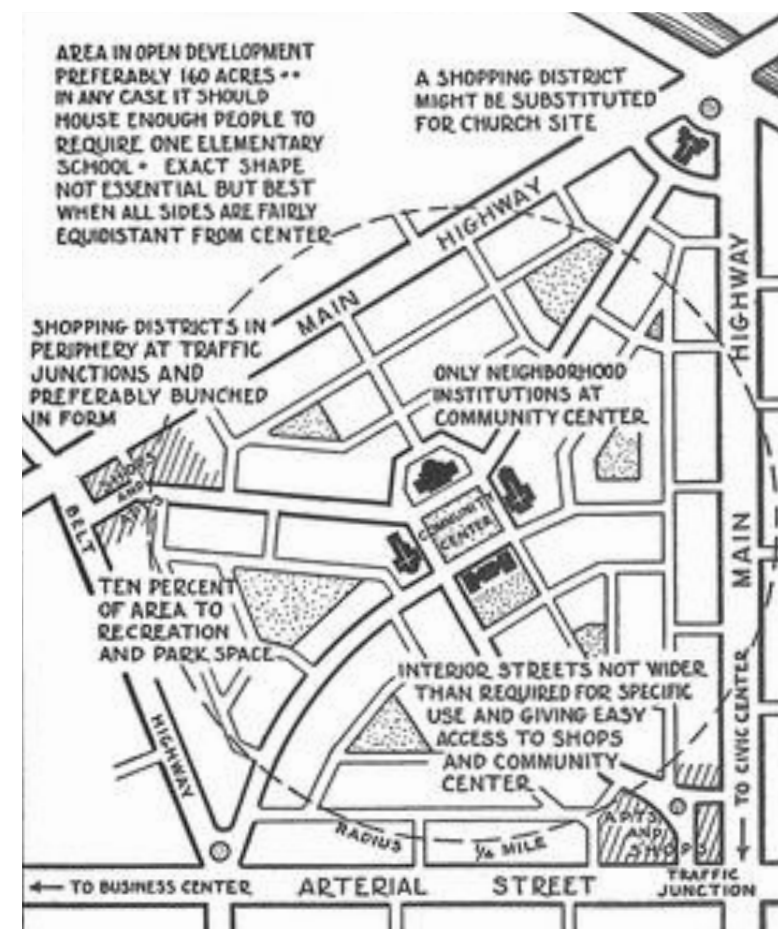 AREA IN OPEN DEVELOPMENT
PREFERABLY 160 ACRES ••
IN ANY CASE IT SHOULD
HOUSE ENOUGH PEOPLE TO
REQUIRE ONE ELEMENTARY
SCHOOL • EXACT SHAPE
NOT ESSENTIAL BUT BEST
WHEN ALL SIDES ARE FAIRLY
EQUIDISTANT FROM CENTER
A SHOPPING DISTRICT
MIGHT BE SUBSTITUTED
FOR CHURCH SITE
MAIN HIGHWAY
SHOPPING DISTRICTS IN
PERIPHERY AT TRAFFIC
JUNCTIONS AND
PREFERABLY BUNCHED
IN FORM
ONLY NEIGHBORHOOD
INSTITUTIONS AT
COMMUNITY CENTER
HIGHWAY
MAIN
SHOPS
AND
BELT
HIGHWAY
COMMUNITY
CENTER
TEN PERCENT
OF AREA TO
RECREATION
AND PARK SPACE
INTERIOR STREETS NOT WIDER
THAN REQUIRED FOR SPECIFIC
USE AND GIVING EASY
ACCESS TO SHOPS
AND COMMUNITY
CENTER
TO CIVIC CENTER
APTS
AND
SHOPS
RADIUS ¼ MILE
TRAFFIC
JUNCTION
TO BUSINESS CENTER
ARTERIAL STREET